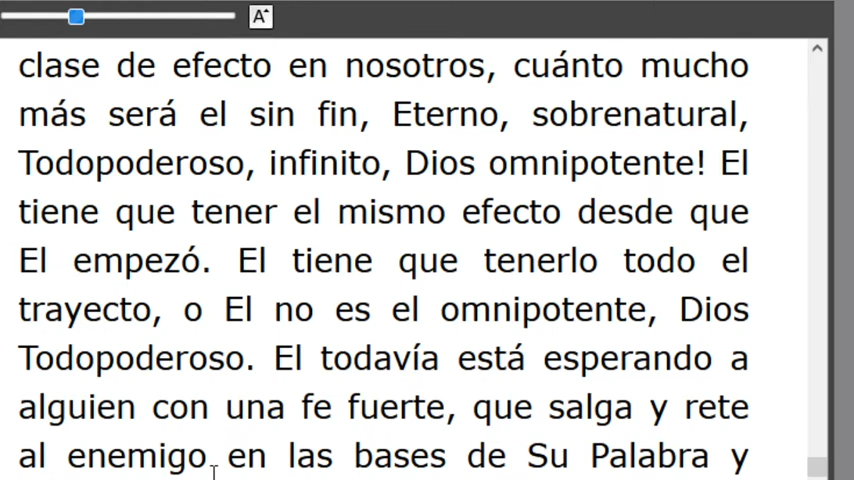 A
clase de efecto en nosotros, cuánto mucho
más será el sin fin, Eterno, sobrenatural,
Todopoderoso, infinito, Dios omnipotente! El
tiene que tener el mismo efecto desde que
El empezó. El tiene que tenerlo todo el
trayecto, o El no es el omnipotente, Dios
Todopoderoso. El todavía está esperando a
alguien con una fe fuerte, que salga y rete
al enemigo en las bases de Su Palabra y